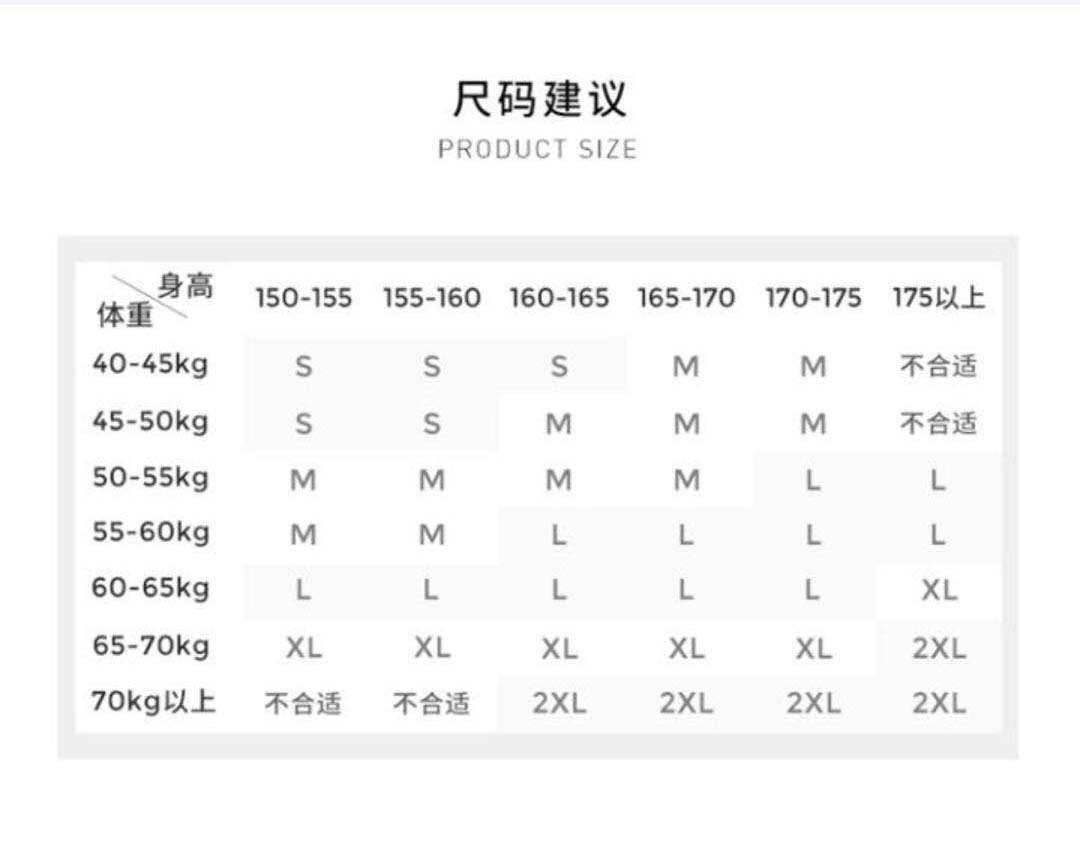 尺码建议
PRODUCT SIZE
身高
体重
150-155 155-160 160-165 165-170 170-175 175以上
40-45kg S S S M M 不合适
45-50kg S S M M M 不合适
50-55kg M M M M L L
55-60kg M M L L L L
60-65kg L L L L L XL
65-70kg XL XL XL XL XL 2XL
70kg以上 不合适 不合适 2XL 2XL 2XL 2XL